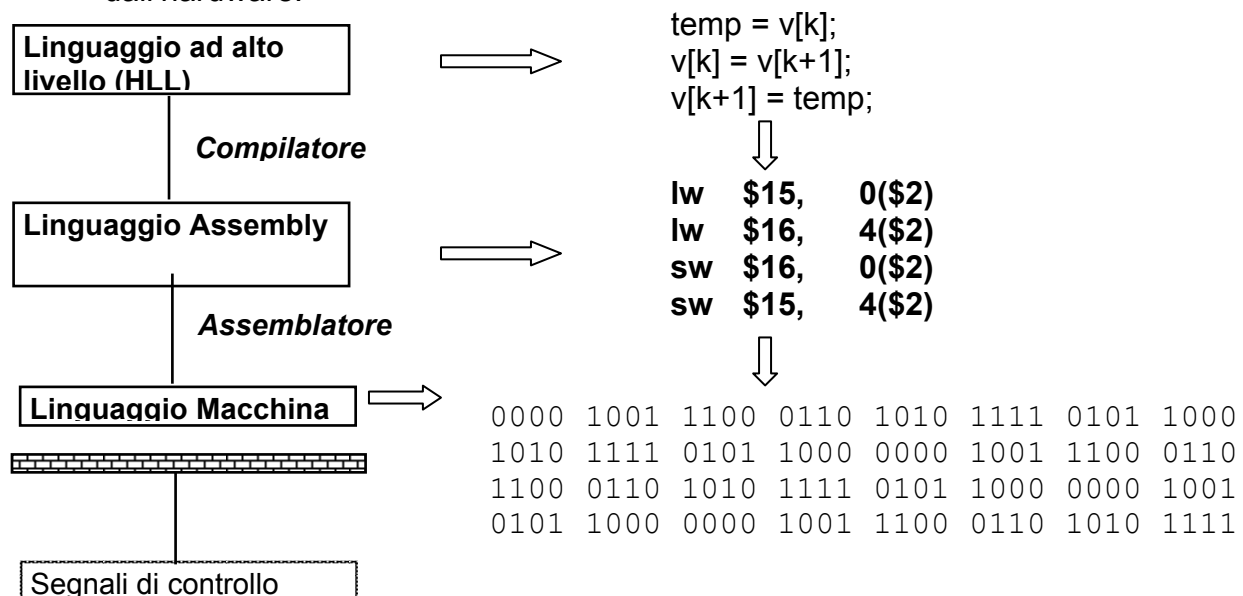 dall'hardware.
Linguaggio ad alto
livello (HLL)
temp = v[k];
v[k] = v[k+1];
v[k+1] = temp;
Compilatore
Linguaggio Assembly
lw $15, 0($2)
lw $16, 4($2)
sw $16, 0($2)
sw $15, 4($2)
Assemblatore
Linguaggio Macchina
0000 1001 1100 0110 1010 1111 0101 1000
1010 1111 0101 1000 0000 1001 1100 0110
1100 0110 1010 1111 0101 1000 0000 1001
0101 1000 0000 1001 1100 0110 1010 1111
Segnali di controllo